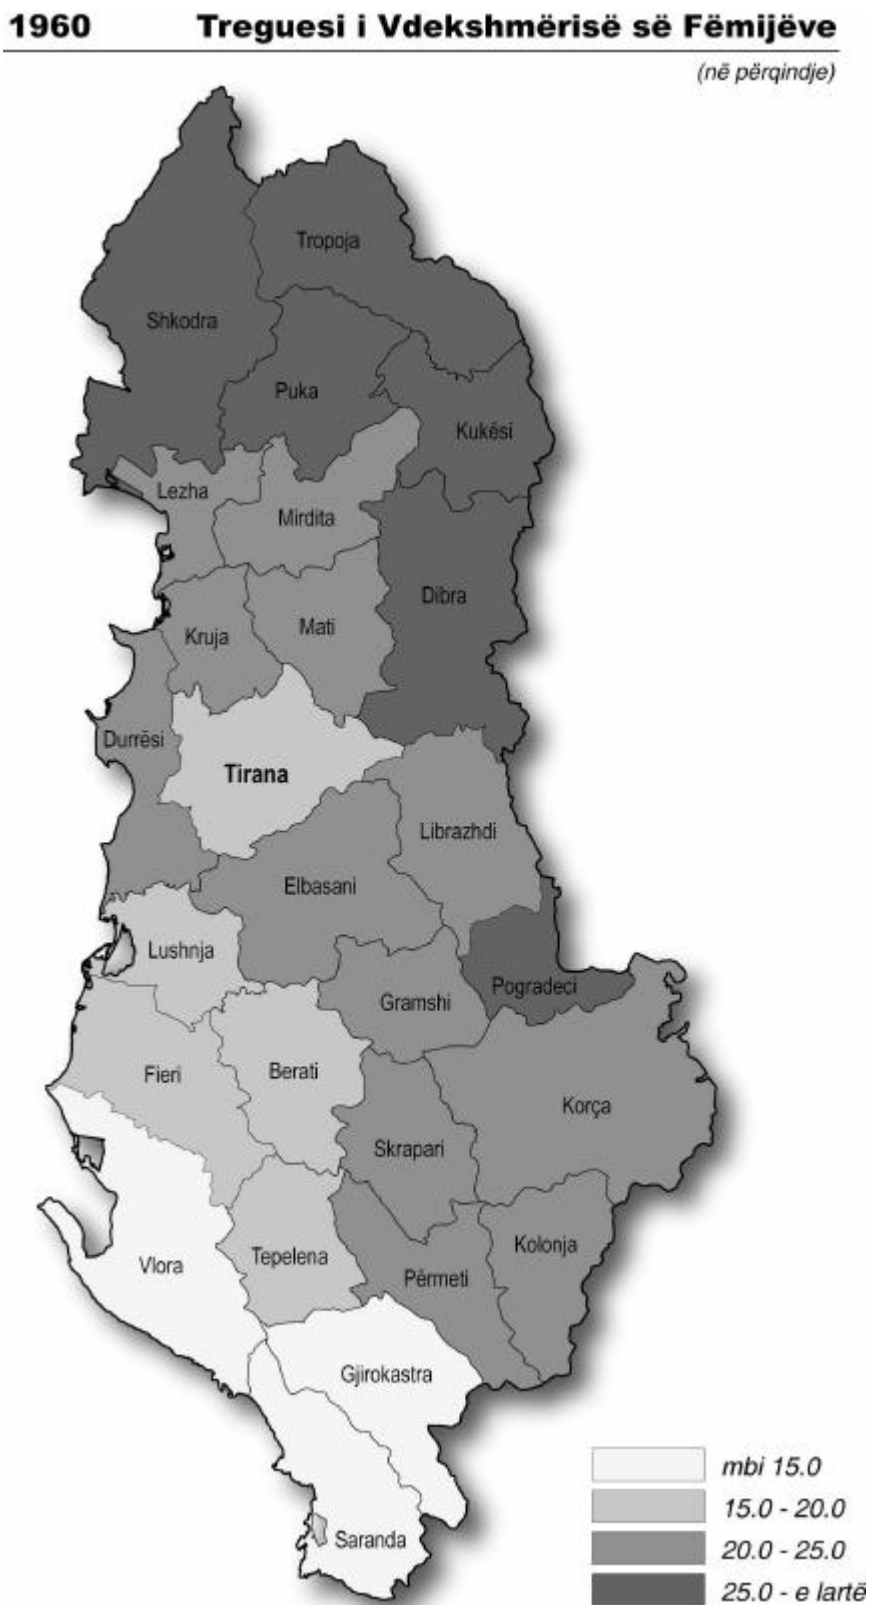 1960 Treguesi i Vdekshmërisë së Fëmijëve
(në përqindje)
Tropoja
Shkodra
Puka
Kukësi
Lezha
Mirdita
Dibra
Mati
Kruja
Durrësi
Tirana
Librazhdi
Elbasani
Lushnja
Pogradeci
Gramshi
Fieri
Berati
Korça
Skrapari
Kolonja
Tepelena
Vlora
Përmeti
Gjirokastra
Saranda
mbi 15.0
15.0 - 20.0
20.0 - 25.0
25.0 - e lartë